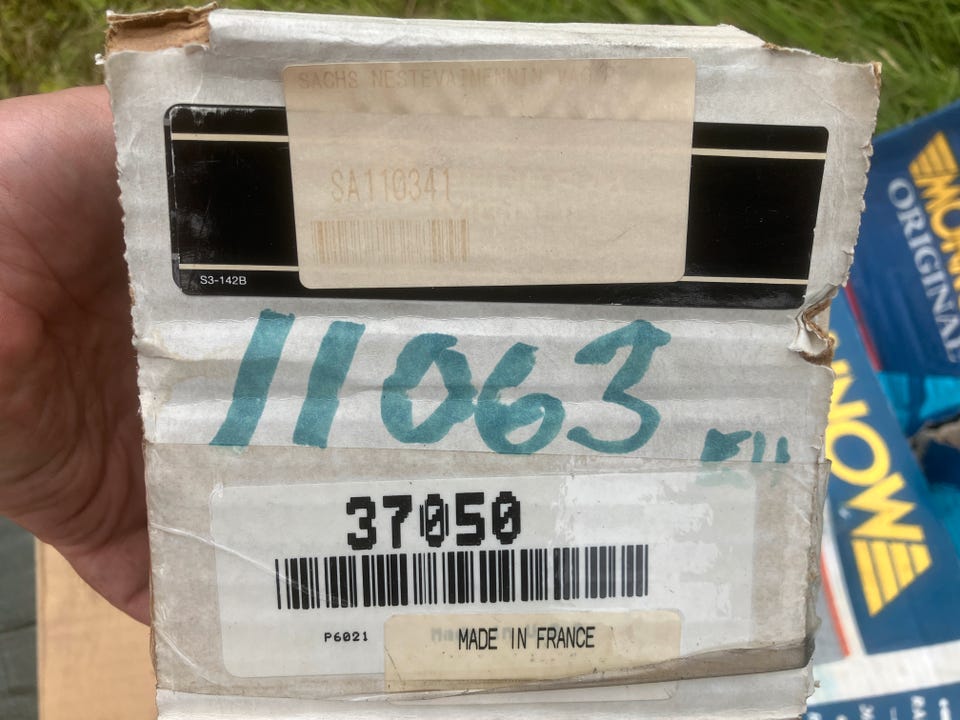 SACHS NESTEVAIMENNIN
SA110341
S3-142B
11063
37050
P6021
MADE IN FRANCE
ORIGINAL